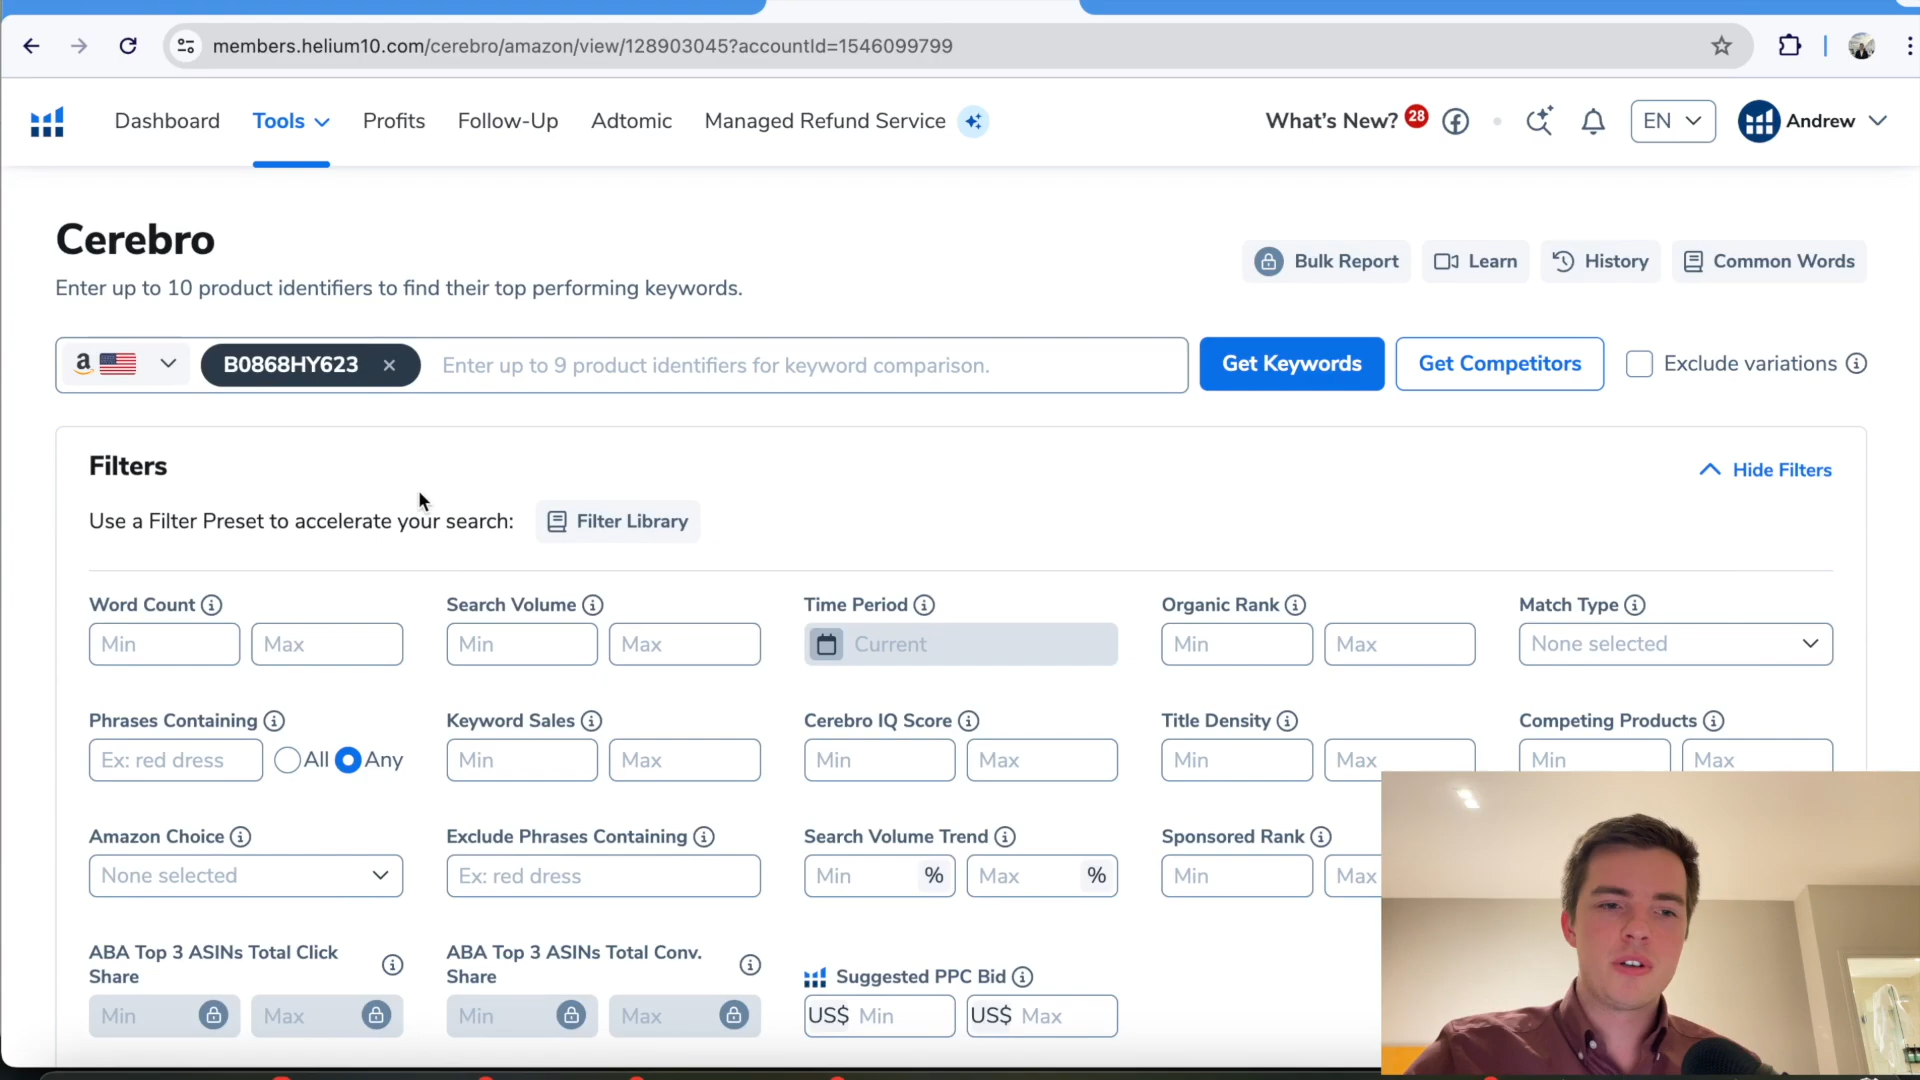 members.helium10.com/cerebro/amazon/view/128903045?accountId=1546099799
Dashboard Tools Profits Follow-Up Adtomic Managed Refund Service What's New? 28 EN Andrew
Cerebro
Enter up to 10 product identifiers to find their top performing keywords.
Bulk Report Learn History Common Words
a B0868HY623 Enter up to 9 product identifiers for keyword comparison. Get Keywords Get Competitors Exclude variations
Filters
Hide Filters
Use a Filter Preset to accelerate your search: Filter Library
Word Count Search Volume Time Period Organic Rank Match Type
Min Max Min Max Current Min Max None selected
Phrases Containing Keyword Sales Cerebro IQ Score Title Density Competing Products
Ex: red dress All Any Min Max Min Max Min Max Min Max
Amazon Choice Exclude Phrases Containing Search Volume Trend Sponsored Rank
None selected Ex: red dress Min % Max % Min Max
ABA Top 3 ASINs Total Click Share ABA Top 3 ASINs Total Conv. Share Suggested PPC Bid
Min Max Min Max US$ Min US$ Max